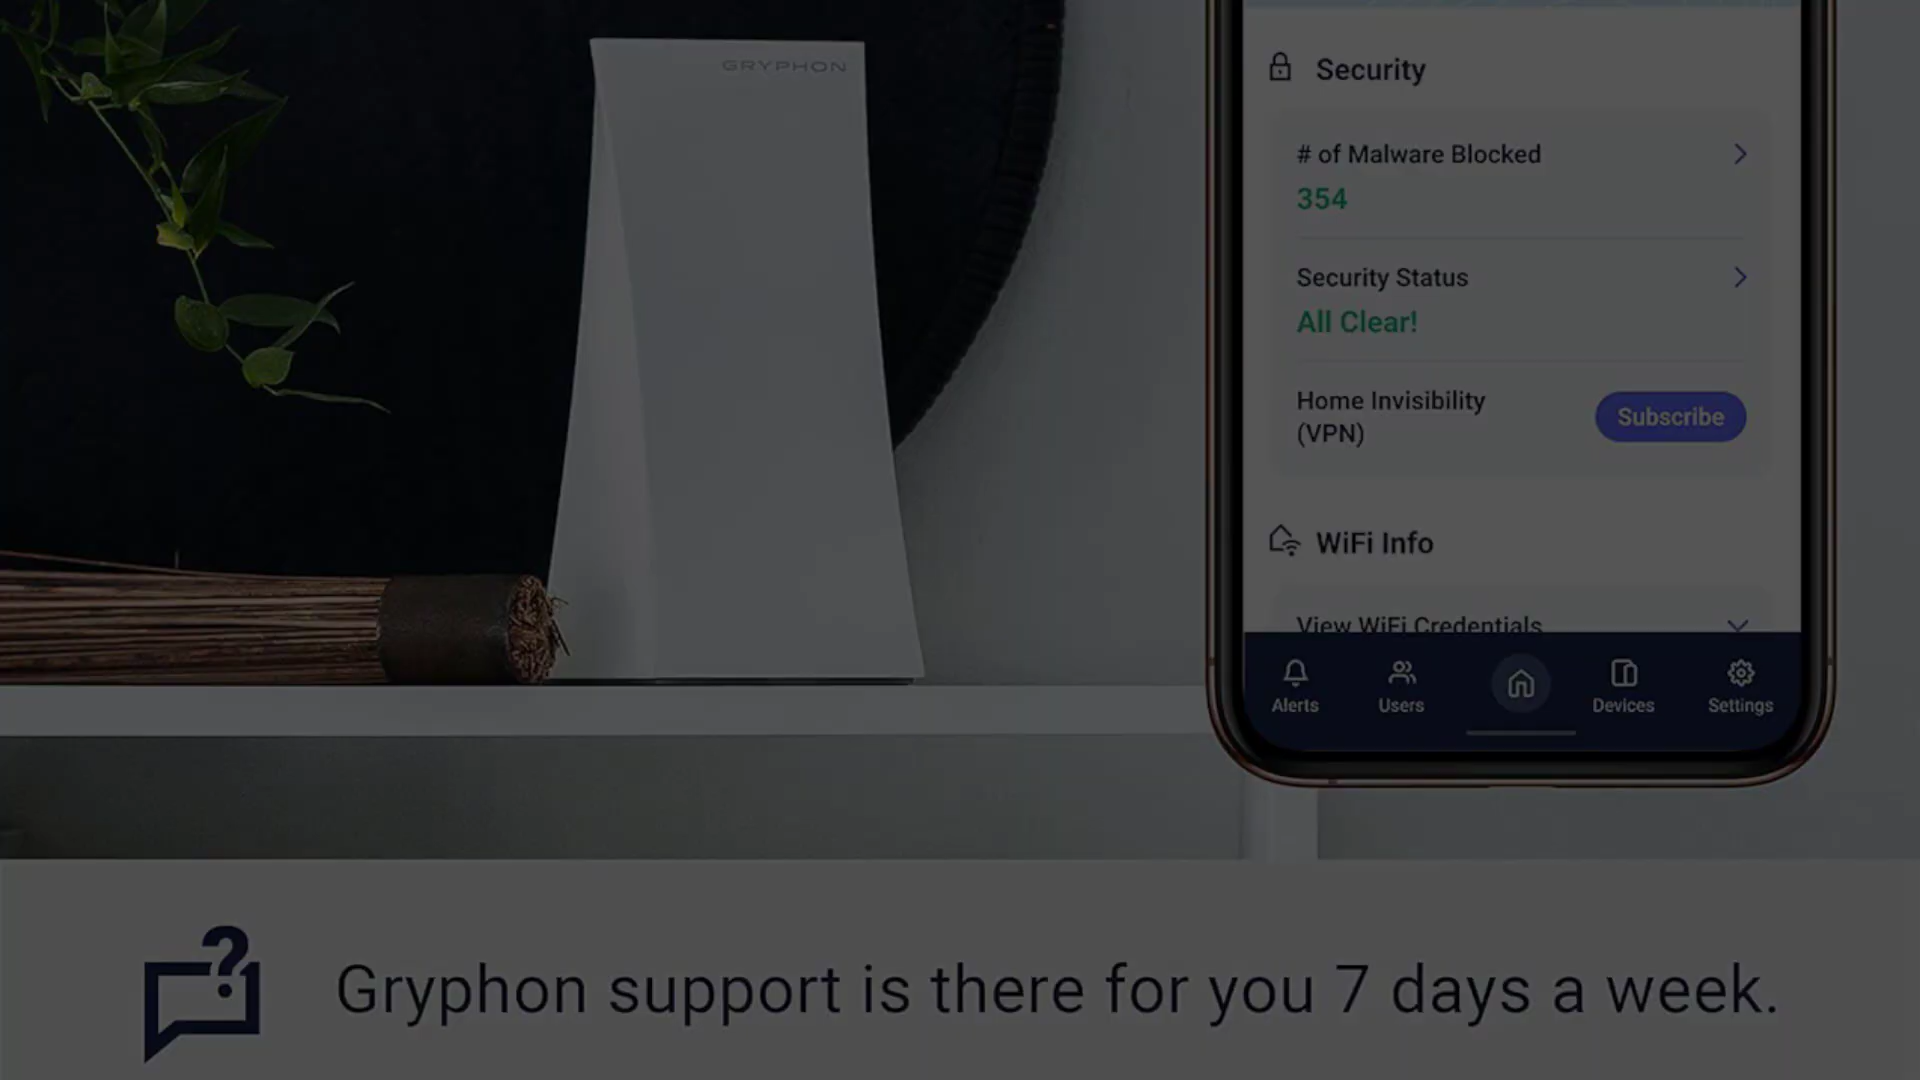 GRYPHON
Security
# of Malware Blocked
354
Security Status
All Clear!
Home Invisibility
(VPN)
Subscribe
WiFi Info
View WiFi Credentials
Alerts
Users
Devices
Settings
Gryphon support is there for you 7 days a week.